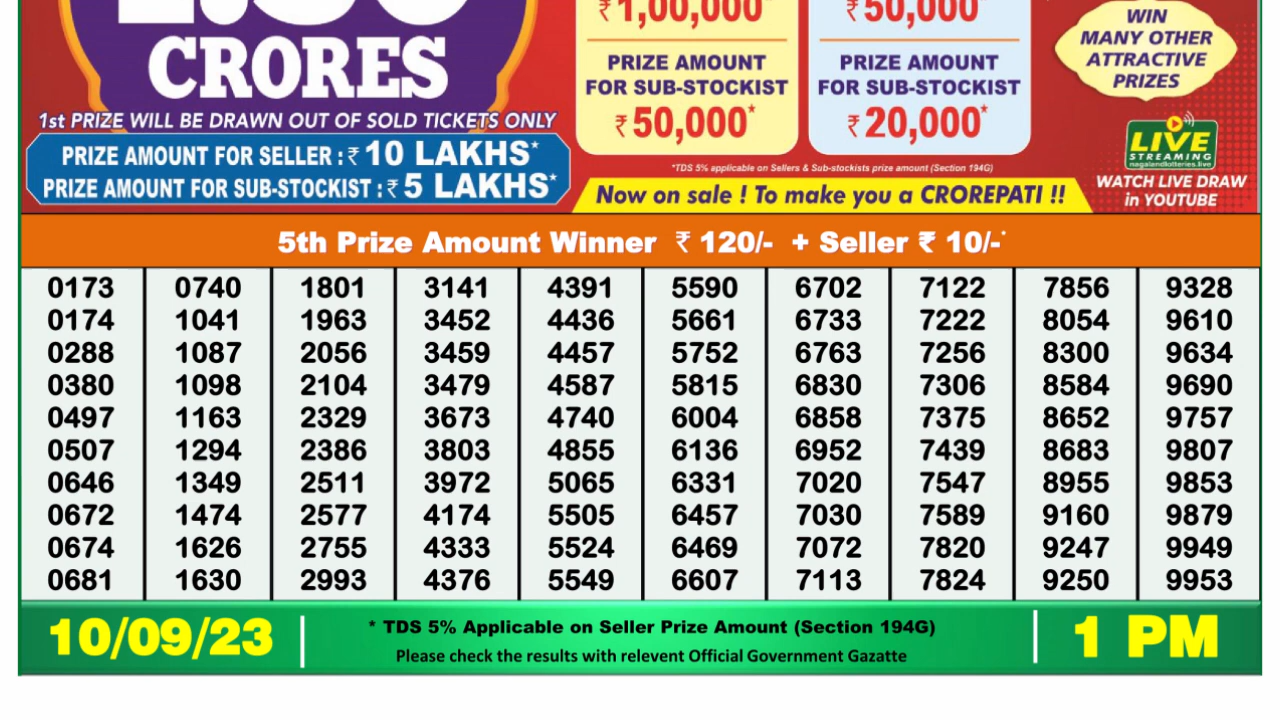 CRORES
1st PRIZE WILL BE DRAWN OUT OF SOLD TICKETS ONLY
PRIZE AMOUNT FOR SELLER : ₹ 10 LAKHS*
PRIZE AMOUNT FOR SUB-STOCKIST : ₹ 5 LAKHS*
₹1,00,000*
PRIZE AMOUNT
FOR SUB-STOCKIST
₹50,000*
₹50,000*
PRIZE AMOUNT
FOR SUB-STOCKIST
₹20,000*
*TDS 5% applicable on Sellers & Sub-stockists prize amount (Section 194G)
Now on sale ! To make you a CROREPATI !!
WIN
MANY OTHER
ATTRACTIVE
PRIZES
LIVE
STREAMING
nagalandlotteries.live
WATCH LIVE DRAW
in YOUTUBE
5th Prize Amount Winner ₹ 120/- + Seller ₹ 10/-*
0173 0740 1801 3141 4391 5590 6702 7122 7856 9328
0174 1041 1963 3452 4436 5661 6733 7222 8054 9610
0288 1087 2056 3459 4457 5752 6763 7256 8300 9634
0380 1098 2104 3479 4587 5815 6830 7306 8584 9690
0497 1163 2329 3673 4740 6004 6858 7375 8652 9757
0507 1294 2386 3803 4855 6136 6952 7439 8683 9807
0646 1349 2511 3972 5065 6331 7020 7547 8955 9853
0672 1474 2577 4174 5505 6457 7030 7589 9160 9879
0674 1626 2755 4333 5524 6469 7072 7820 9247 9949
0681 1630 2993 4376 5549 6607 7113 7824 9250 9953
10/09/23
* TDS 5% Applicable on Seller Prize Amount (Section 194G)
Please check the results with relevent Official Government Gazatte
1 PM